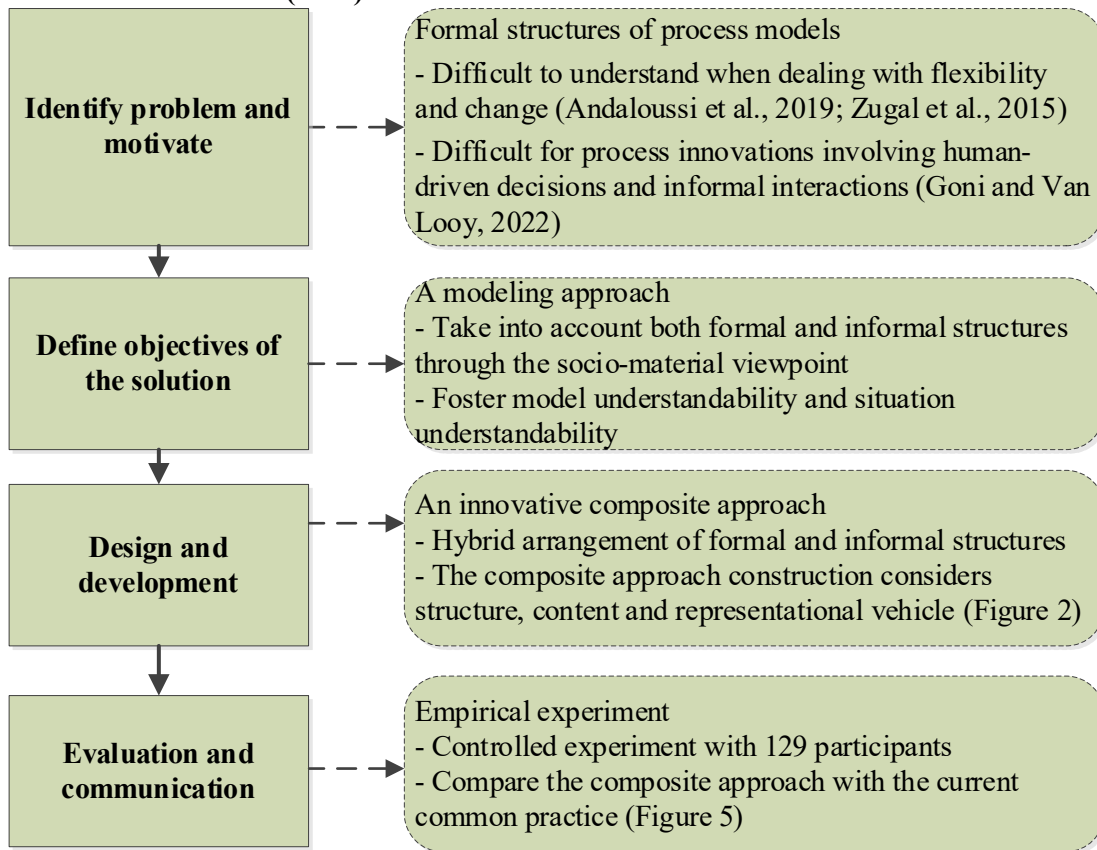 Identify problem and
motivate
Formal structures of process models
- Difficult to understand when dealing with flexibility
and change (Andaloussi et al., 2019; Zugal et al., 2015)
- Difficult for process innovations involving human-
driven decisions and informal interactions (Goni and Van
Looy, 2022)
Define objectives of
the solution
A modeling approach
- Take into account both formal and informal structures
through the socio-material viewpoint
- Foster model understandability and situation
understandability
Design and
development
An innovative composite approach
- Hybrid arrangement of formal and informal structures
- The composite approach construction considers
structure, content and representational vehicle (Figure 2)
Evaluation and
communication
Empirical experiment
- Controlled experiment with 129 participants
- Compare the composite approach with the current
common practice (Figure 5)